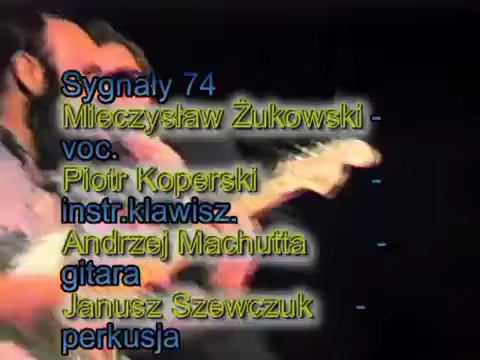 Sygnały 74
Mieczysław Żukowski -
voc.
Piotr Koperski -
instr.klawisz.
Andrzej Machutta -
gitara
Janusz Szewczuk -
perkusja